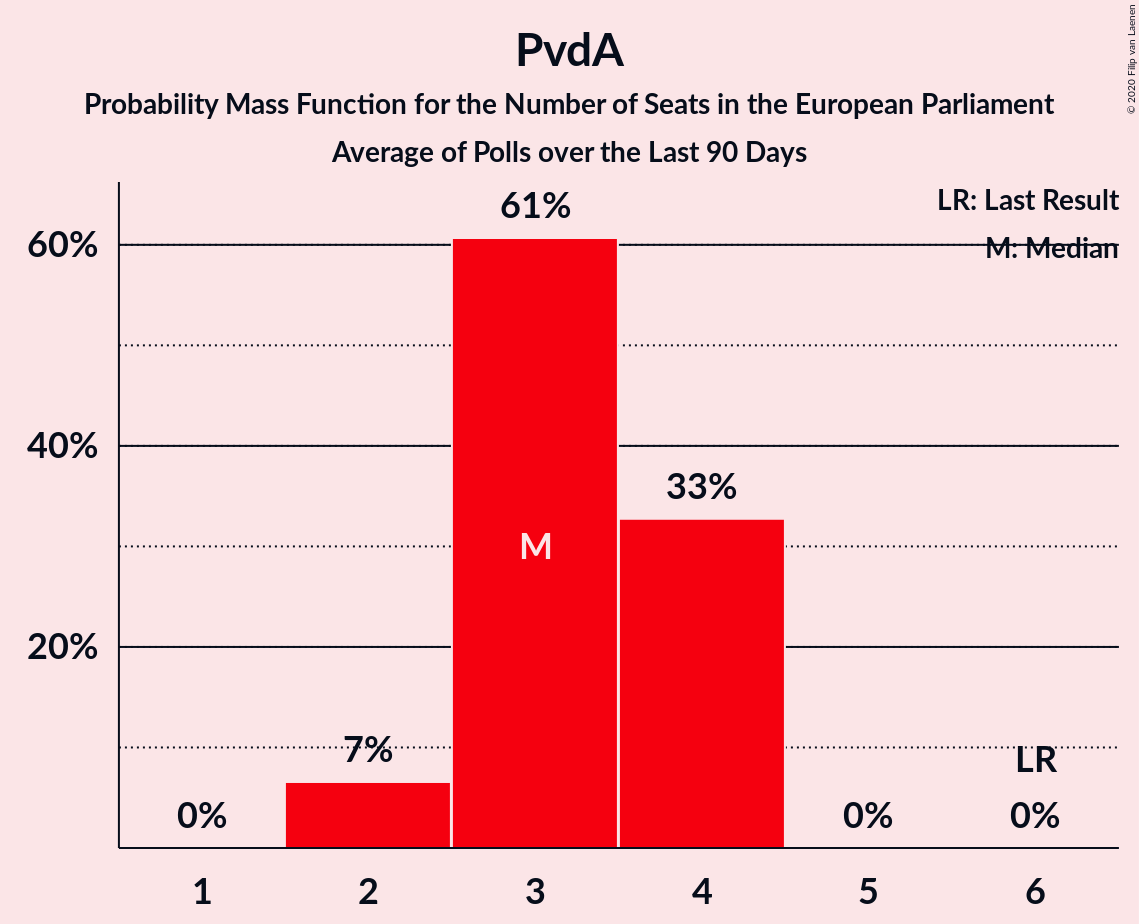 PvdA
Probability Mass Function for the Number of Seats in the European Parliament
Average of Polls over the Last 90 Days
© 2020 Filip van Laenen
LR: Last Result
M: Median
61%
60%
40%
33%
M
20%
7%
LR
0%
0%
0%
1 2 3 4 5 6